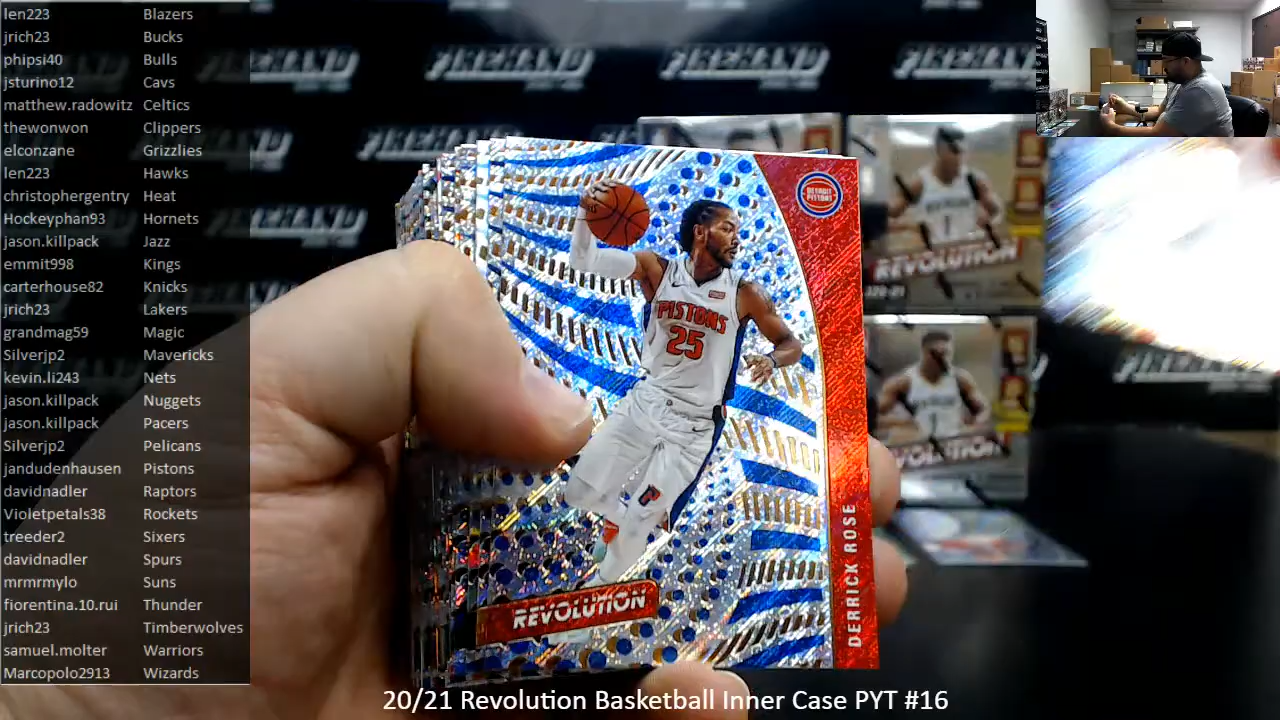 len223 Blazers
jrich23 Bucks
phipsi40 Bulls
jsturino12 Cavs
matthew.radowitz Celtics
thewonwon Clippers
elconzane Grizzlies
len223 Hawks
christophergentry Heat
Hockeyphan93 Hornets
jason.killpack Jazz
emmit998 Kings
carterhouse82 Knicks
jrich23 Lakers
grandmag59 Magic
Silverjp2 Mavericks
kevin.li243 Nets
jason.killpack Nuggets
jason.killpack Pacers
Silverjp2 Pelicans
jandudenhausen Pistons
davidnadler Raptors
Violetpetals38 Rockets
treeder2 Sixers
davidnadler Spurs
mrmrmylo Suns
fiorentina.10.rui Thunder
jrich23 Timberwolves
samuel.molter Warriors
Marcopolo2913 Wizards
FIREHAND
FIREHAND
FIREHAND
DETROIT
PISTONS
PISTONS
25
REVOLUTION
DERRICK ROSE
REVOLUTION
REVOLUTION
20/21 Revolution Basketball Inner Case PYT #16